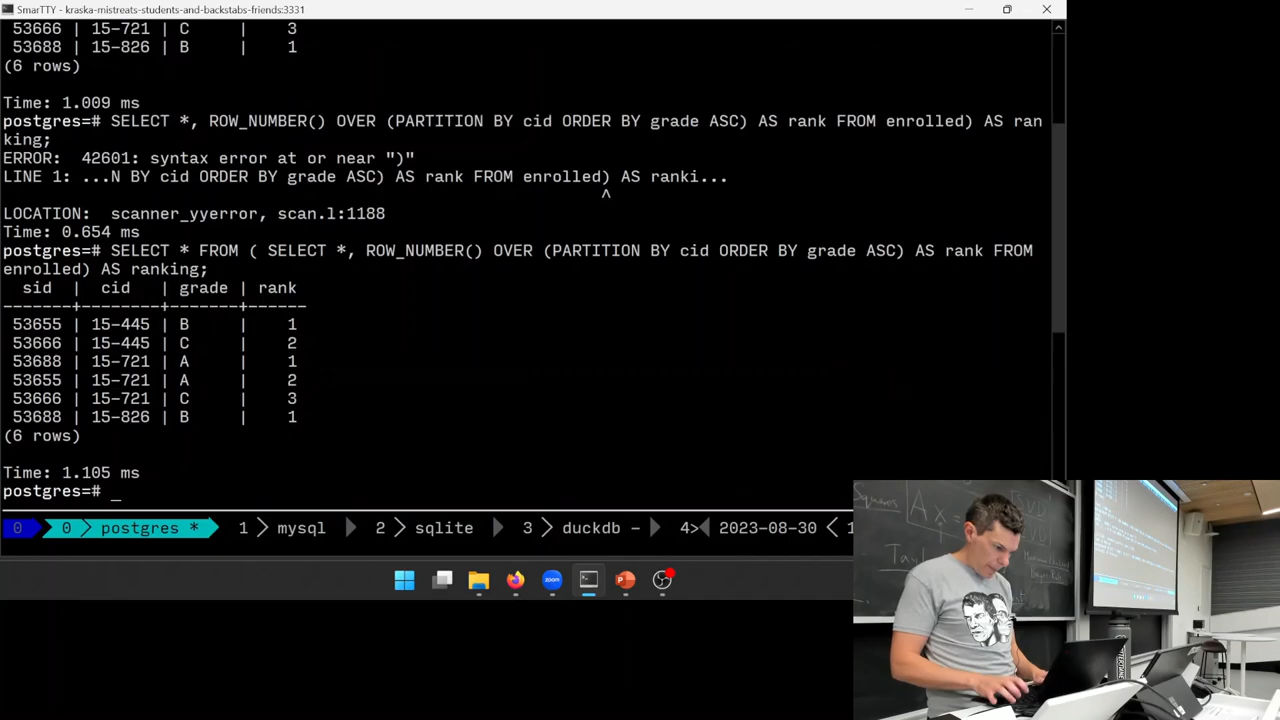 SmarTTY - kraska-mistreats-students-and-backstabs-friends:3331
53666 | 15-721 | C | 3
53688 | 15-826 | B | 1
(6 rows)
Time: 1.009 ms
postgres=# SELECT *, ROW_NUMBER() OVER (PARTITION BY cid ORDER BY grade ASC) AS rank FROM enrolled) AS ran
king;
ERROR: 42601: syntax error at or near ")"
LINE 1: ...N BY cid ORDER BY grade ASC) AS rank FROM enrolled) AS ranki...
^
LOCATION: scanner_yyerror, scan.l:1188
Time: 0.654 ms
postgres=# SELECT * FROM ( SELECT *, ROW_NUMBER() OVER (PARTITION BY cid ORDER BY grade ASC) AS rank FROM
enrolled) AS ranking;
sid | cid | grade | rank
-------+--------+-------+------
53655 | 15-445 | B | 1
53666 | 15-445 | C | 2
53688 | 15-721 | A | 1
53655 | 15-721 | A | 2
53666 | 15-721 | C | 3
53688 | 15-826 | B | 1
(6 rows)
Time: 1.105 ms
postgres=# _
0 0 postgres * 1 mysql 2 sqlite 3 duckdb - 4> 2023-08-30 1
zoom
Squares
A x